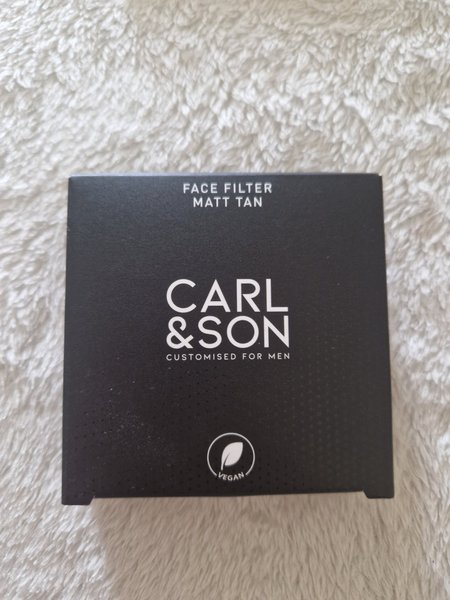 FACE FILTER
MATT TAN
CARL
&SON
CUSTOMISED FOR MEN
VEGAN